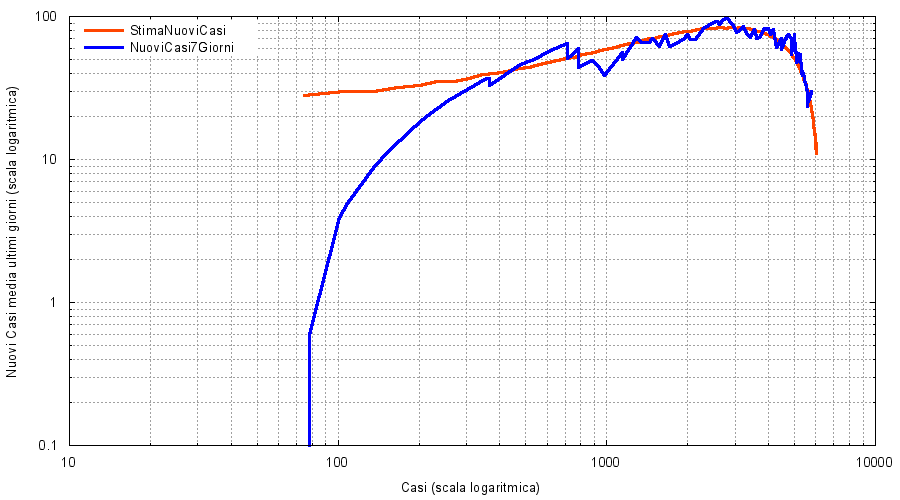 100
StimaNuoviCasi
NuoviCasi7Giorni
10
1
0.1
Nuovi Casi media ultimi giorni (scala logaritmica)
10 100 1000 10000
Casi (scala logaritmica)